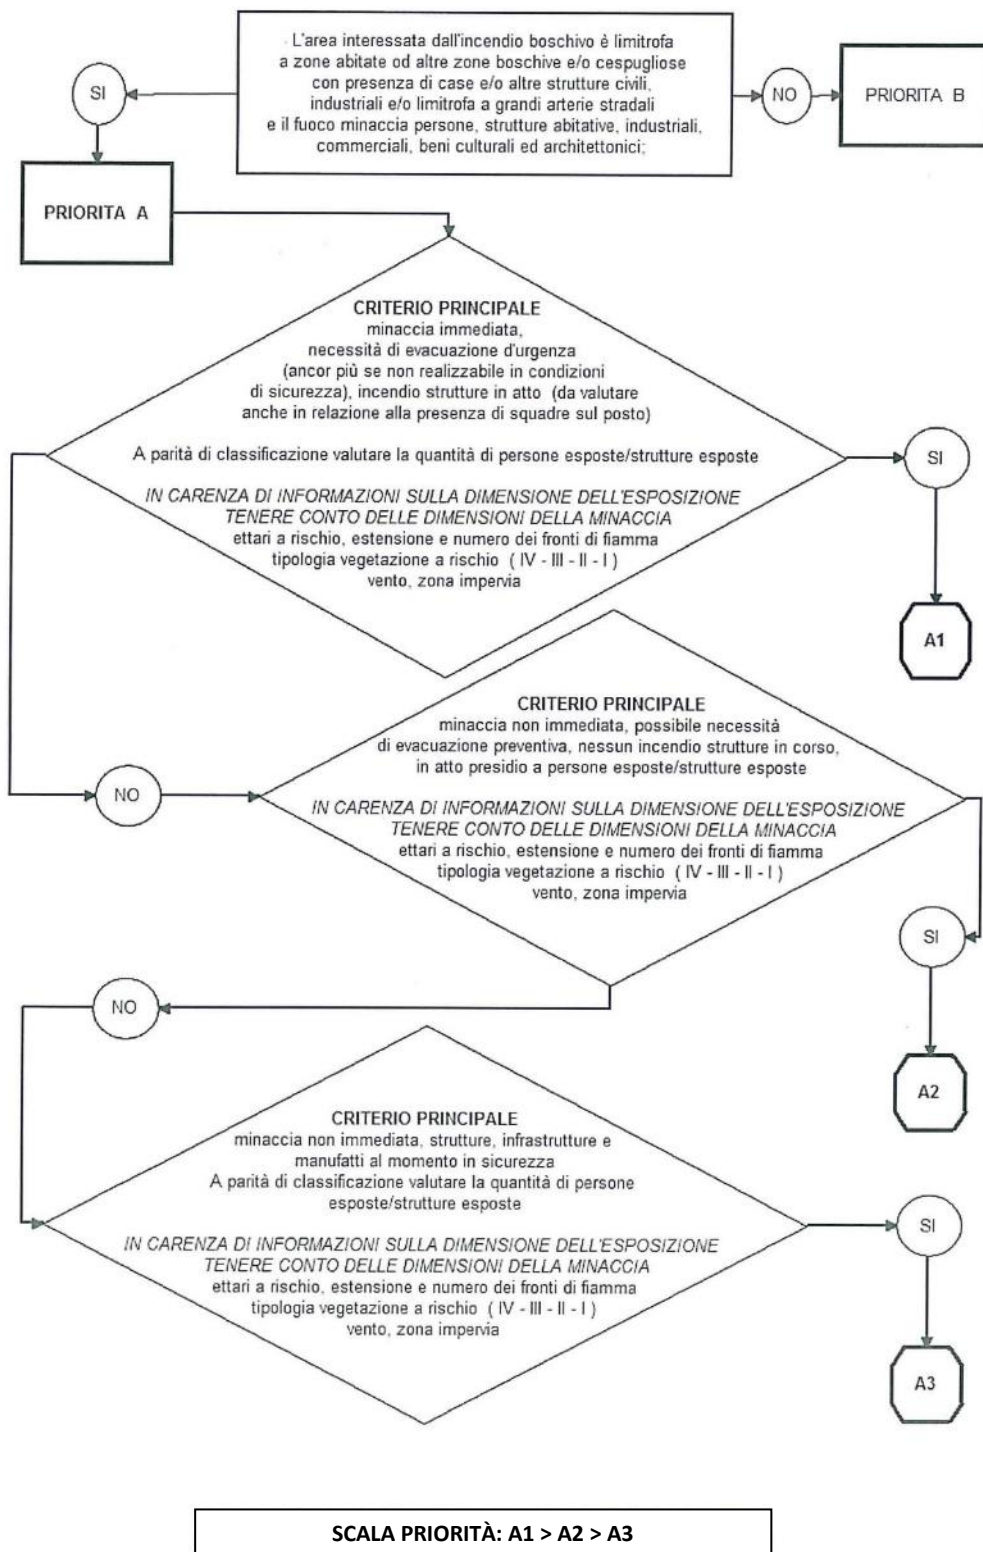 L'area interessata dall'incendio boschivo è limitrofa
a zone abitate od altre zone boschive e/o cespugliose
con presenza di case e/o altre strutture civili,
industriali e/o limitrofa a grandi arterie stradali
e il fuoco minaccia persone, strutture abitative, industriali,
commerciali, beni culturali ed architettonici;
SI
NO
PRIORITA B
PRIORITA A
CRITERIO PRINCIPALE
minaccia immediata,
necessità di evacuazione d'urgenza
(ancor più se non realizzabile in condizioni
di sicurezza), incendio strutture in atto (da valutare
anche in relazione alla presenza di squadre sul posto)
A parità di classificazione valutare la quantità di persone esposte/strutture esposte
IN CARENZA DI INFORMAZIONI SULLA DIMENSIONE DELL'ESPOSIZIONE
TENERE CONTO DELLE DIMENSIONI DELLA MINACCIA
ettari a rischio, estensione e numero dei fronti di fiamma
tipologia vegetazione a rischio ( IV - III - II - I )
vento, zona impervia
SI
A1
NO
CRITERIO PRINCIPALE
minaccia non immediata, possibile necessità
di evacuazione preventiva, nessun incendio strutture in corso,
in atto presidio a persone esposte/strutture esposte
IN CARENZA DI INFORMAZIONI SULLA DIMENSIONE DELL'ESPOSIZIONE
TENERE CONTO DELLE DIMENSIONI DELLA MINACCIA
ettari a rischio, estensione e numero dei fronti di fiamma
tipologia vegetazione a rischio ( IV - III - II - I )
vento, zona impervia
SI
A2
NO
CRITERIO PRINCIPALE
minaccia non immediata, strutture, infrastrutture e
manufatti al momento in sicurezza
A parità di classificazione valutare la quantità di persone
esposte/strutture esposte
IN CARENZA DI INFORMAZIONI SULLA DIMENSIONE DELL'ESPOSIZIONE
TENERE CONTO DELLE DIMENSIONI DELLA MINACCIA
ettari a rischio, estensione e numero dei fronti di fiamma
tipologia vegetazione a rischio ( IV - III - II - I )
vento, zona impervia
SI
A3
SCALA PRIORITÀ: A1 > A2 > A3